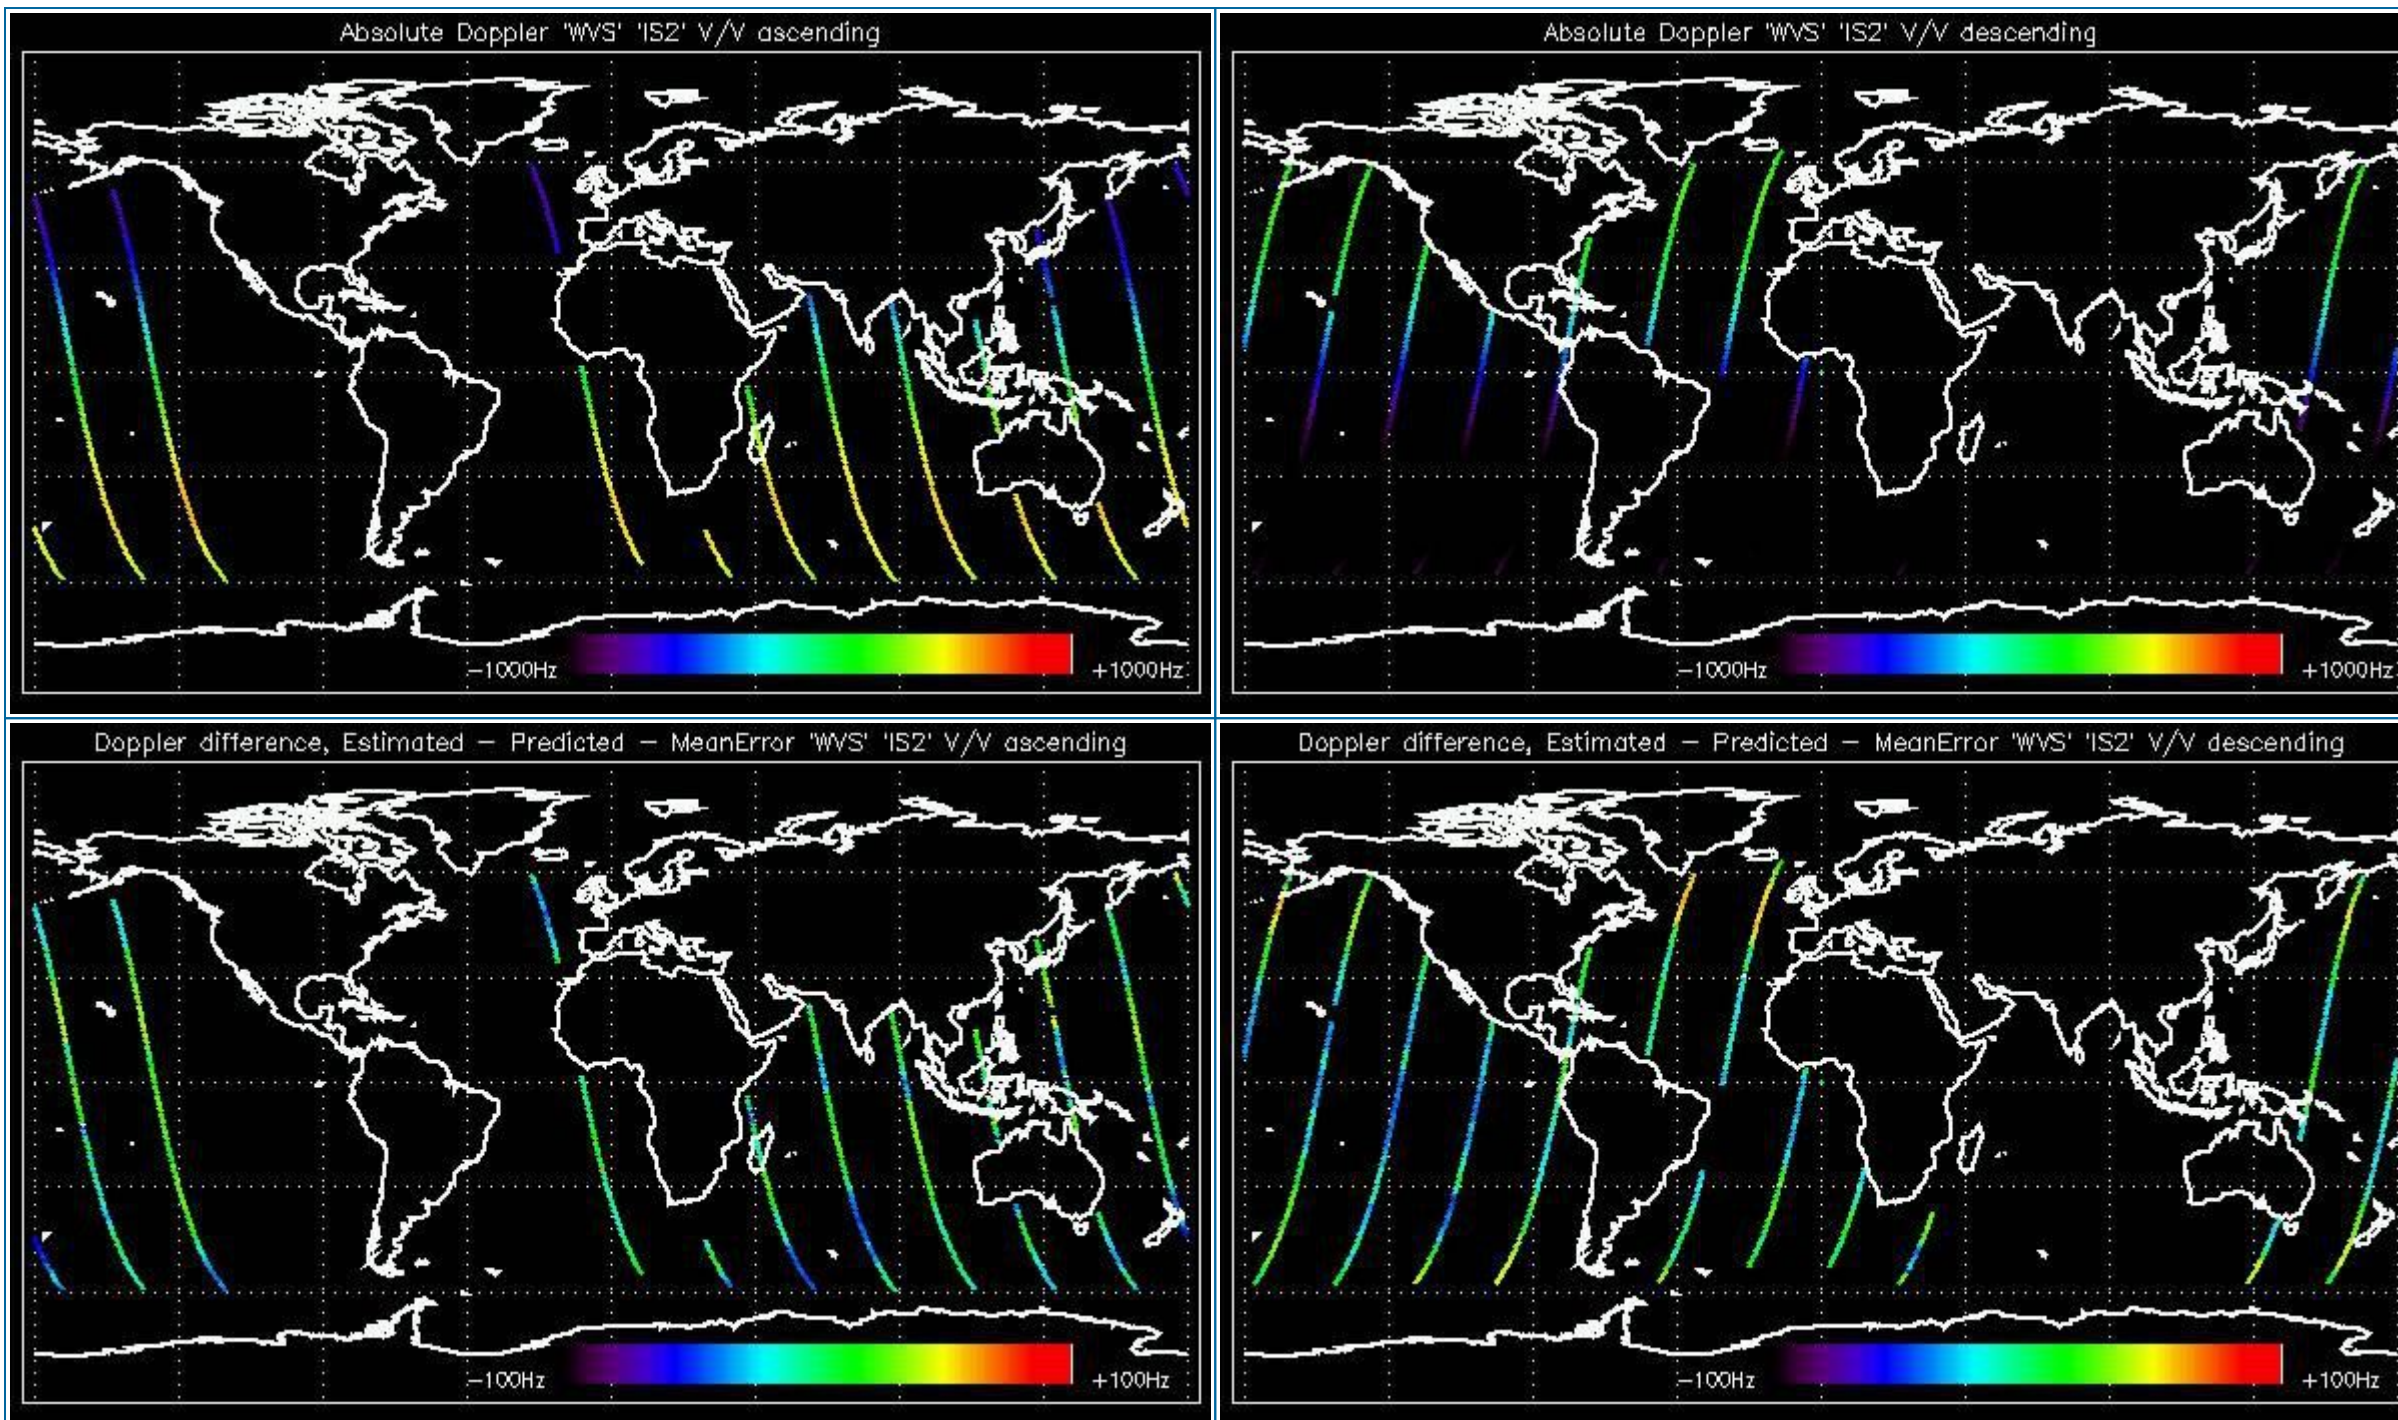 Absolute Doppler 'WVS' 'IS2' V/V ascending
−1000Hz
+1000Hz
Absolute Doppler 'WVS' 'IS2' V/V descending
−1000Hz
+1000Hz
Doppler difference, Estimated − Predicted − MeanError 'WVS' 'IS2' V/V ascending
−100Hz
+100Hz
Doppler difference, Estimated − Predicted − MeanError 'WVS' 'IS2' V/V descending
−100Hz
+100Hz